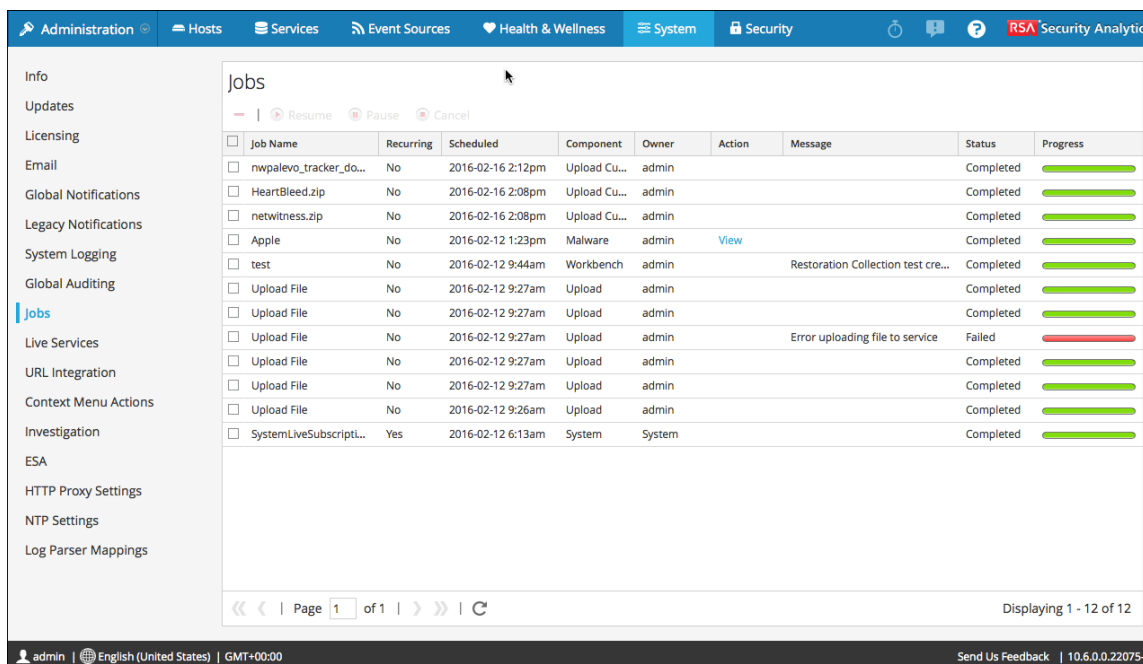 Administration Hosts Services Event Sources Health & Wellness System Security RSA Security Analytic
Info
Updates
Licensing
Email
Global Notifications
Legacy Notifications
System Logging
Global Auditing
Jobs
Live Services
URL Integration
Context Menu Actions
Investigation
ESA
HTTP Proxy Settings
NTP Settings
Log Parser Mappings
Jobs
Resume Pause Cancel
Job Name Recurring Scheduled Component Owner Action Message Status Progress
nwpalevo_tracker_do... No 2016-02-16 2:12pm Upload Cu... admin Completed
HeartBleed.zip No 2016-02-16 2:08pm Upload Cu... admin Completed
netwitness.zip No 2016-02-16 2:08pm Upload Cu... admin Completed
Apple No 2016-02-12 1:23pm Malware admin View Completed
test No 2016-02-12 9:44am Workbench admin Restoration Collection test cre... Completed
Upload File No 2016-02-12 9:27am Upload admin Completed
Upload File No 2016-02-12 9:27am Upload admin Completed
Upload File No 2016-02-12 9:27am Upload admin Error uploading file to service Failed
Upload File No 2016-02-12 9:27am Upload admin Completed
Upload File No 2016-02-12 9:27am Upload admin Completed
Upload File No 2016-02-12 9:26am Upload admin Completed
SystemLiveSubscripti... Yes 2016-02-12 6:13am System System Completed
Page 1 of 1 Displaying 1 - 12 of 12
admin | English (United States) | GMT+00:00 Send Us Feedback | 10.6.0.0.22075-